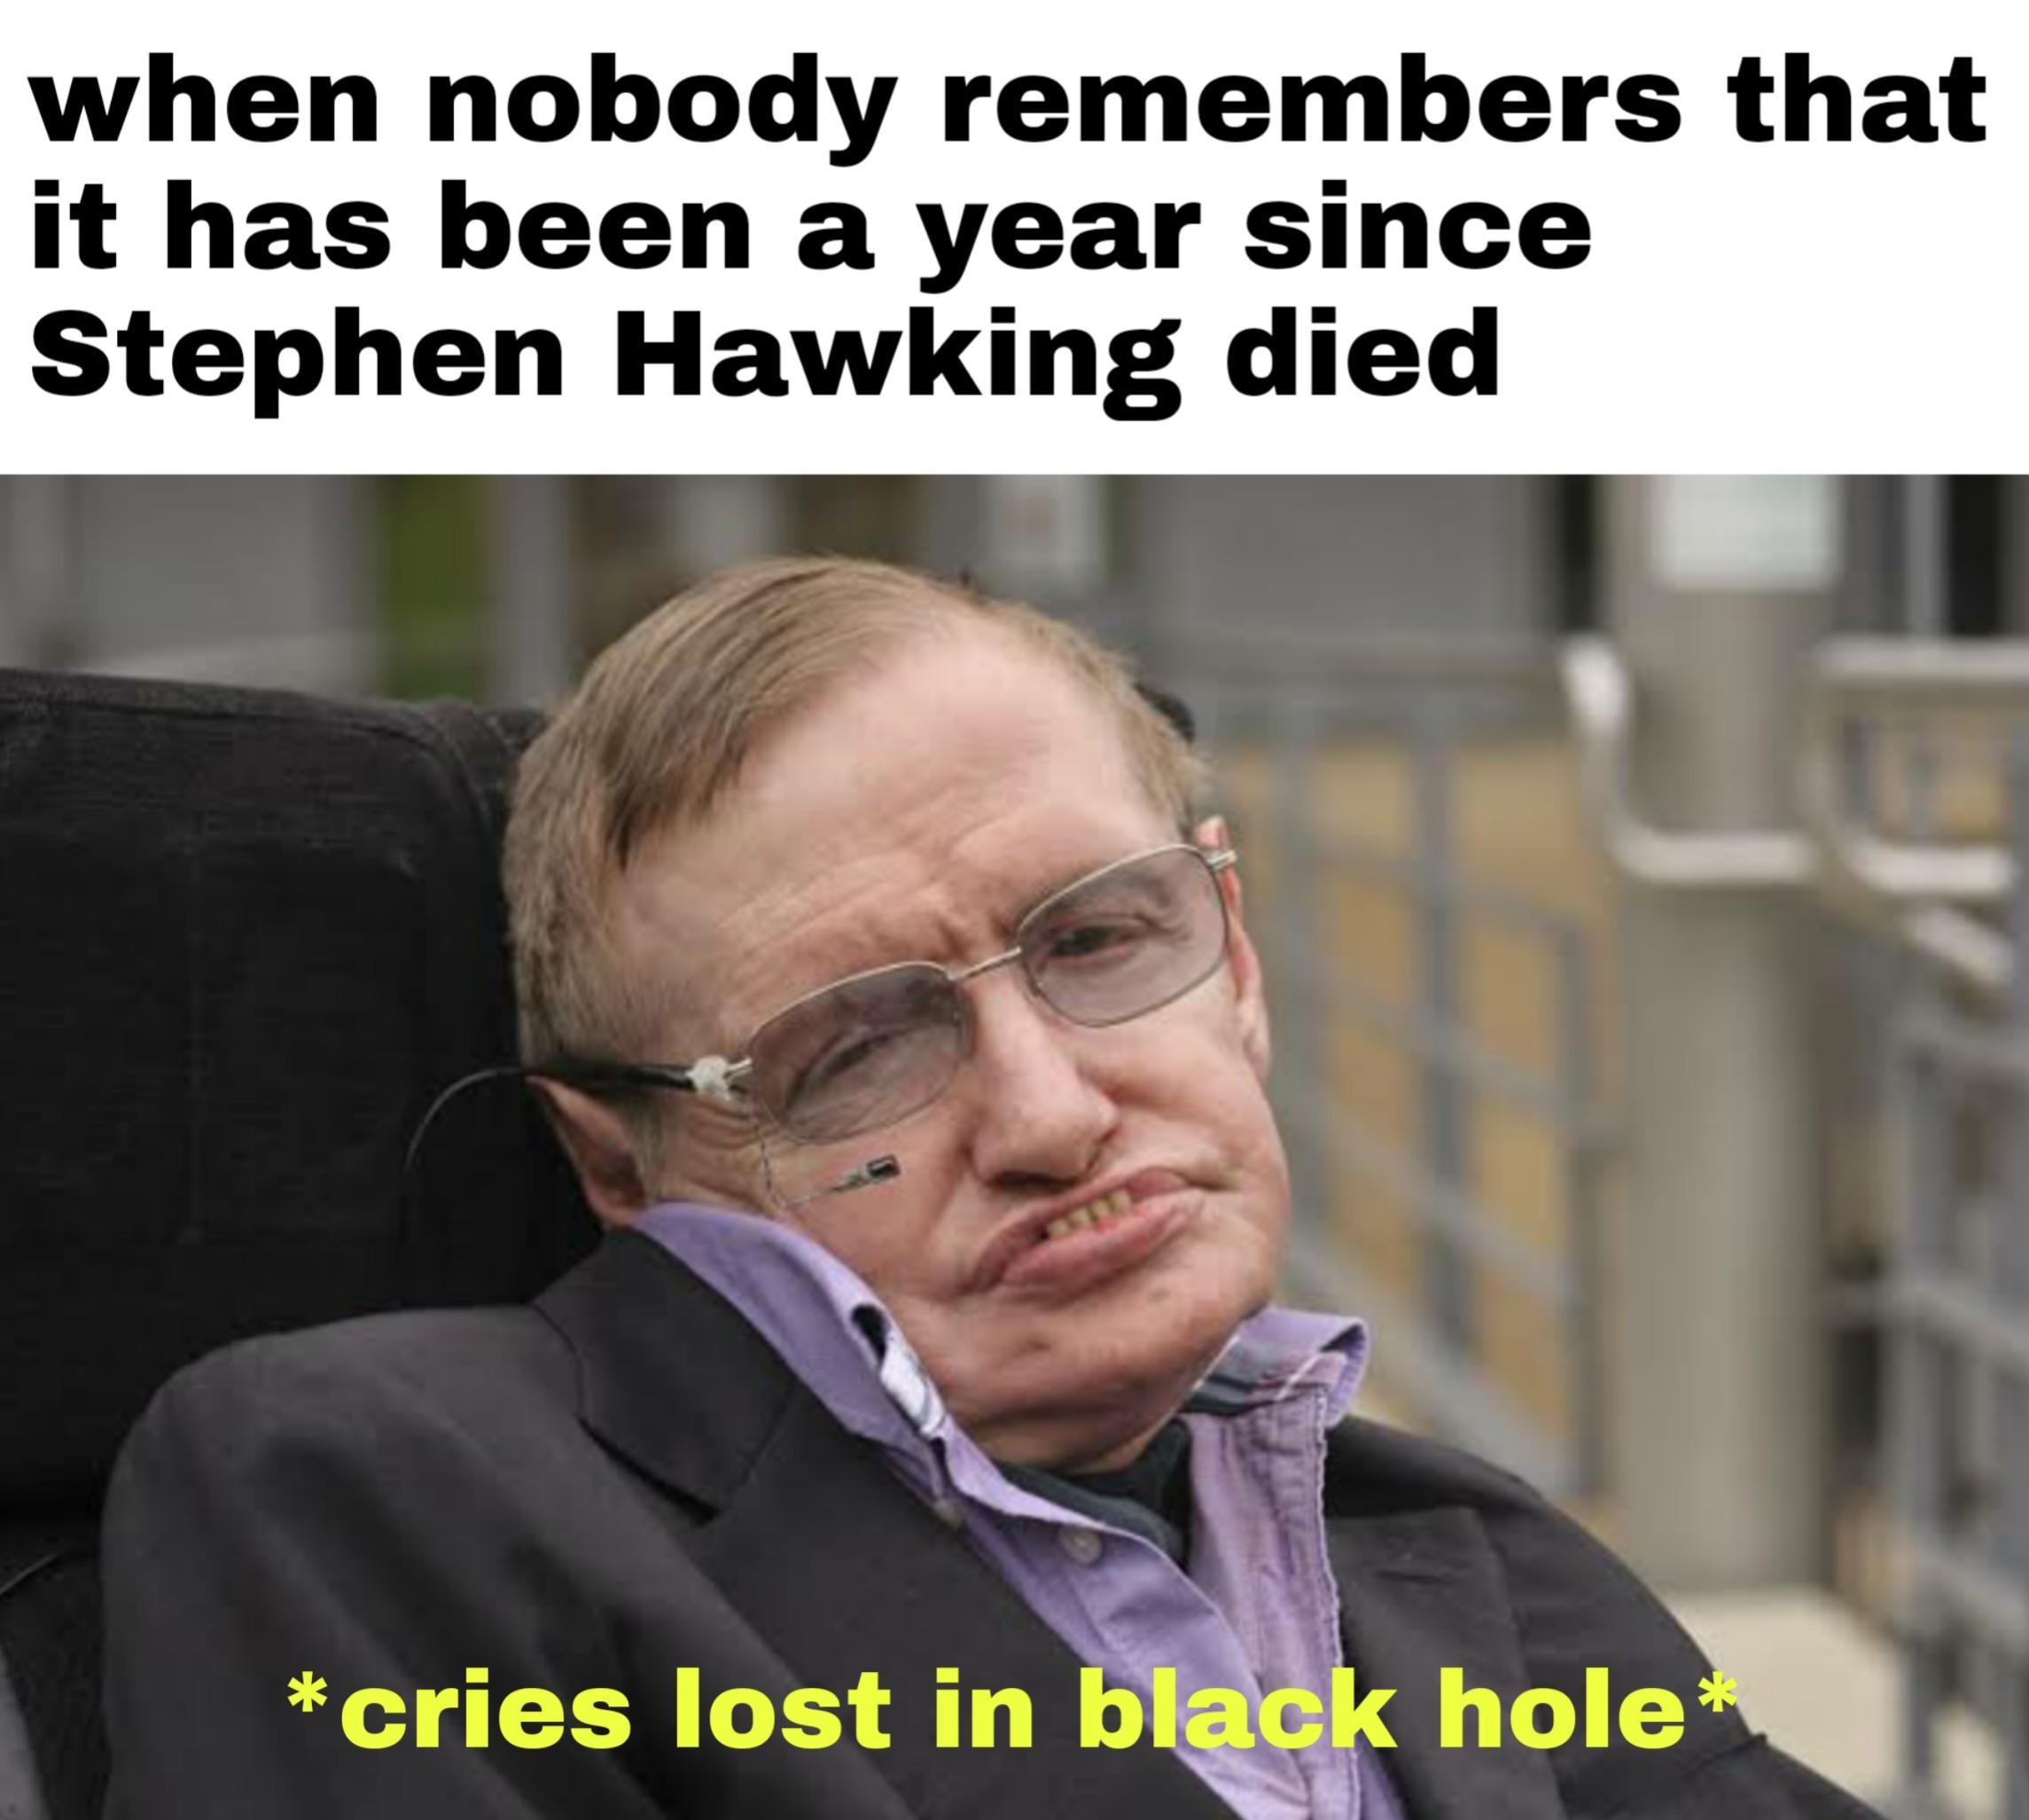 when nobody remembers that
it has been a year since
Stephen Hawking died
*cries lost in black hole*